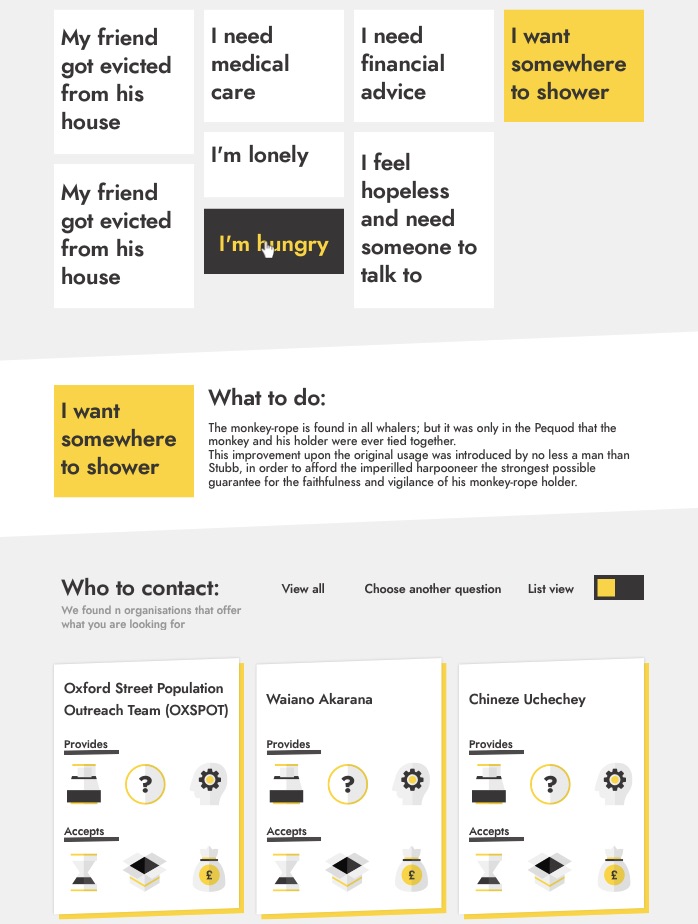 My friend
got evicted
from his
house
I need
medical
care
I need
financial
advice
I want
somewhere
to shower
I'm lonely
I feel
hopeless
and need
someone to
talk to
My friend
got evicted
from his
house
I'm hungry
I want
somewhere
to shower
What to do:
The monkey-rope is found in all whalers; but it was only in the Pequod that the
monkey and his holder were ever tied together.
This improvement upon the original usage was introduced by no less a man than
Stubb, in order to afford the imperilled harpooneer the strongest possible
guarantee for the faithfulness and vigilance of his monkey-rope holder.
Who to contact:
We found n organisations that offer
what you are looking for
View all
Choose another question
List view
Oxford Street Population
Outreach Team (OXSPOT)
Provides
?
Accepts
£
Waiano Akarana
Provides
?
Accepts
£
Chineze Uchechey
Provides
?
Accepts
£